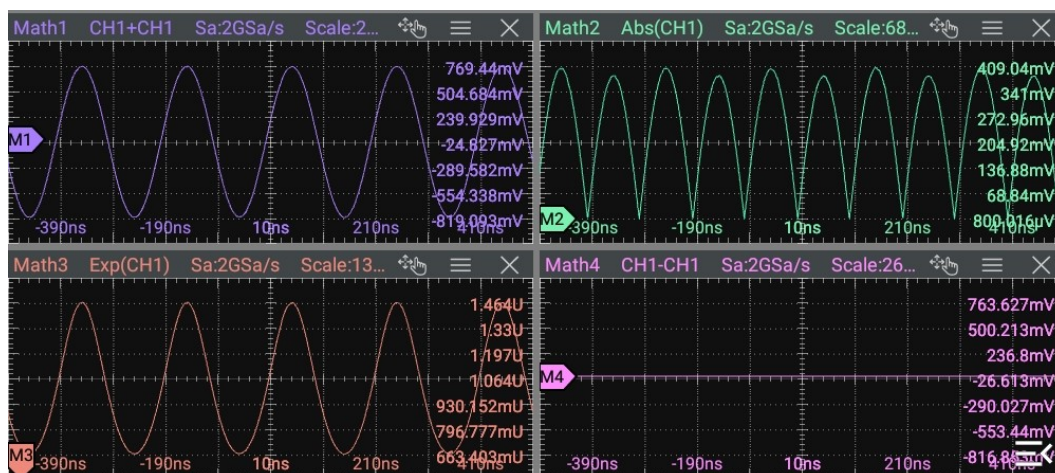 Math1 CH1+CH1 Sa:2GSa/s Scale:2...
769.44mV
504.684mV
239.929mV
M1
-24.827mV
-289.582mV
-554.338mV
-819.093mV
-390ns -190ns 10ns 210ns 410ns
Math2 Abs(CH1) Sa:2GSa/s Scale:68...
409.04mV
341mV
272.96mV
204.92mV
136.88mV
68.84mV
M2
800.016µV
-390ns -190ns 10ns 210ns 410ns
Math3 Exp(CH1) Sa:2GSa/s Scale:13...
1.464U
1.33U
1.197U
1.064U
930.152mU
796.777mU
M3
663.403mU
-390ns -190ns 10ns 210ns 410ns
Math4 CH1-CH1 Sa:2GSa/s Scale:26...
763.627mV
500.213mV
236.8mV
M4
-26.613mV
-290.027mV
-553.44mV
-390ns -190ns 10ns 210ns